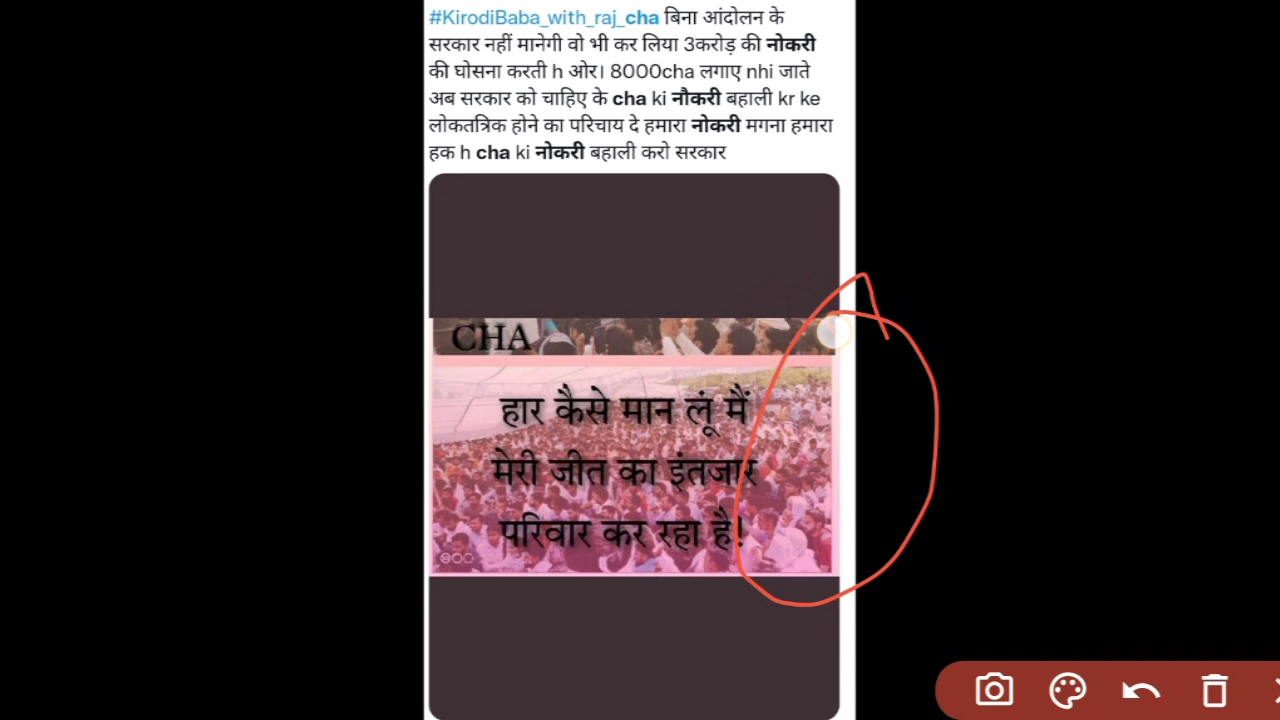 #KirodiBaba_with_raj_cha बिना आंदोलन के
सरकार नहीं मानेगी वो भी कर लिया 3करोड़ की नोकरी
की घोसना करती h ओर। 8000cha लगाए nhi जाते
अब सरकार को चाहिए के cha ki नौकरी बहाली kr ke
लोकतत्रिक होने का परिचाय दे हमारा नोकरी मगना हमारा
हक h cha ki नोकरी बहाली करो सरकार
CHA
हार कैसे मान लूं मैं
मेरी जीत का इंतजार
परिवार कर रहा है!